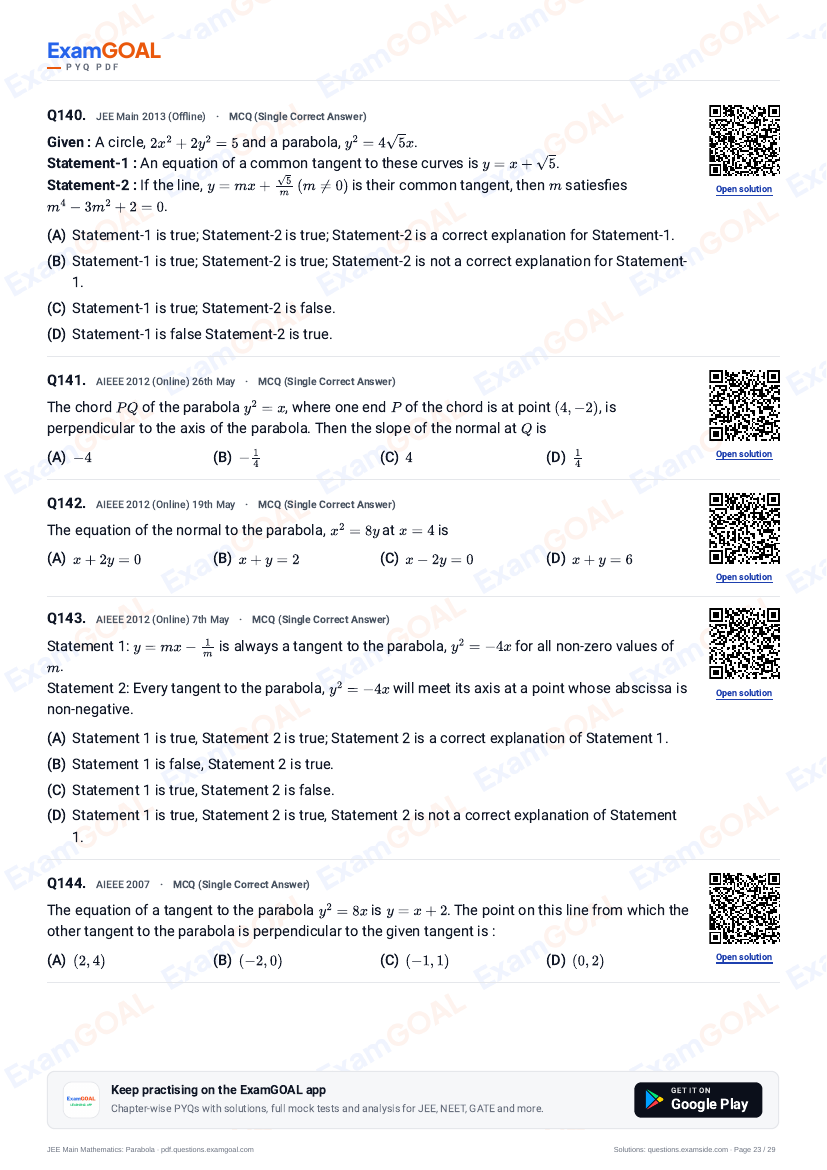 ExamGOAL
PYQ PDF
Q140. JEE Main 2013 (Offline) · MCQ (Single Correct Answer)
Given : A circle, 2x² + 2y² = 5 and a parabola, y² = 4√5x.
Statement-1 : An equation of a common tangent to these curves is y = x + √5.
Statement-2 : If the line, y = mx + √5/m (m ≠ 0) is their common tangent, then m satiesfies
m⁴ − 3m² + 2 = 0.
(A) Statement-1 is true; Statement-2 is true; Statement-2 is a correct explanation for Statement-1.
(B) Statement-1 is true; Statement-2 is true; Statement-2 is not a correct explanation for Statement-
1.
(C) Statement-1 is true; Statement-2 is false.
(D) Statement-1 is false Statement-2 is true.
Open solution
Q141. AIEEE 2012 (Online) 26th May · MCQ (Single Correct Answer)
The chord PQ of the parabola y² = x, where one end P of the chord is at point (4, −2), is
perpendicular to the axis of the parabola. Then the slope of the normal at Q is
(A) −4 (B) −1/4 (C) 4 (D) 1/4
Open solution
Q142. AIEEE 2012 (Online) 19th May · MCQ (Single Correct Answer)
The equation of the normal to the parabola, x² = 8y at x = 4 is
(A) x + 2y = 0 (B) x + y = 2 (C) x − 2y = 0 (D) x + y = 6
Open solution
Q143. AIEEE 2012 (Online) 7th May · MCQ (Single Correct Answer)
Statement 1: y = mx − 1/m is always a tangent to the parabola, y² = −4x for all non-zero values of
m.
Statement 2: Every tangent to the parabola, y² = −4x will meet its axis at a point whose abscissa is
non-negative.
(A) Statement 1 is true, Statement 2 is true; Statement 2 is a correct explanation of Statement 1.
(B) Statement 1 is false, Statement 2 is true.
(C) Statement 1 is true, Statement 2 is false.
(D) Statement 1 is true, Statement 2 is true, Statement 2 is not a correct explanation of Statement
1.
Open solution
Q144. AIEEE 2007 · MCQ (Single Correct Answer)
The equation of a tangent to the parabola y² = 8x is y = x + 2. The point on this line from which the
other tangent to the parabola is perpendicular to the given tangent is :
(A) (2, 4) (B) (−2, 0) (C) (−1, 1) (D) (0, 2)
Open solution
ExamGOAL
Keep practising on the ExamGOAL app
Chapter-wise PYQs with solutions, full mock tests and analysis for JEE, NEET, GATE and more.
GET IT ON
Google Play
JEE Main Mathematics: Parabola · pdf.questions.examgoal.com
Solutions: questions.examside.com · Page 23 / 29